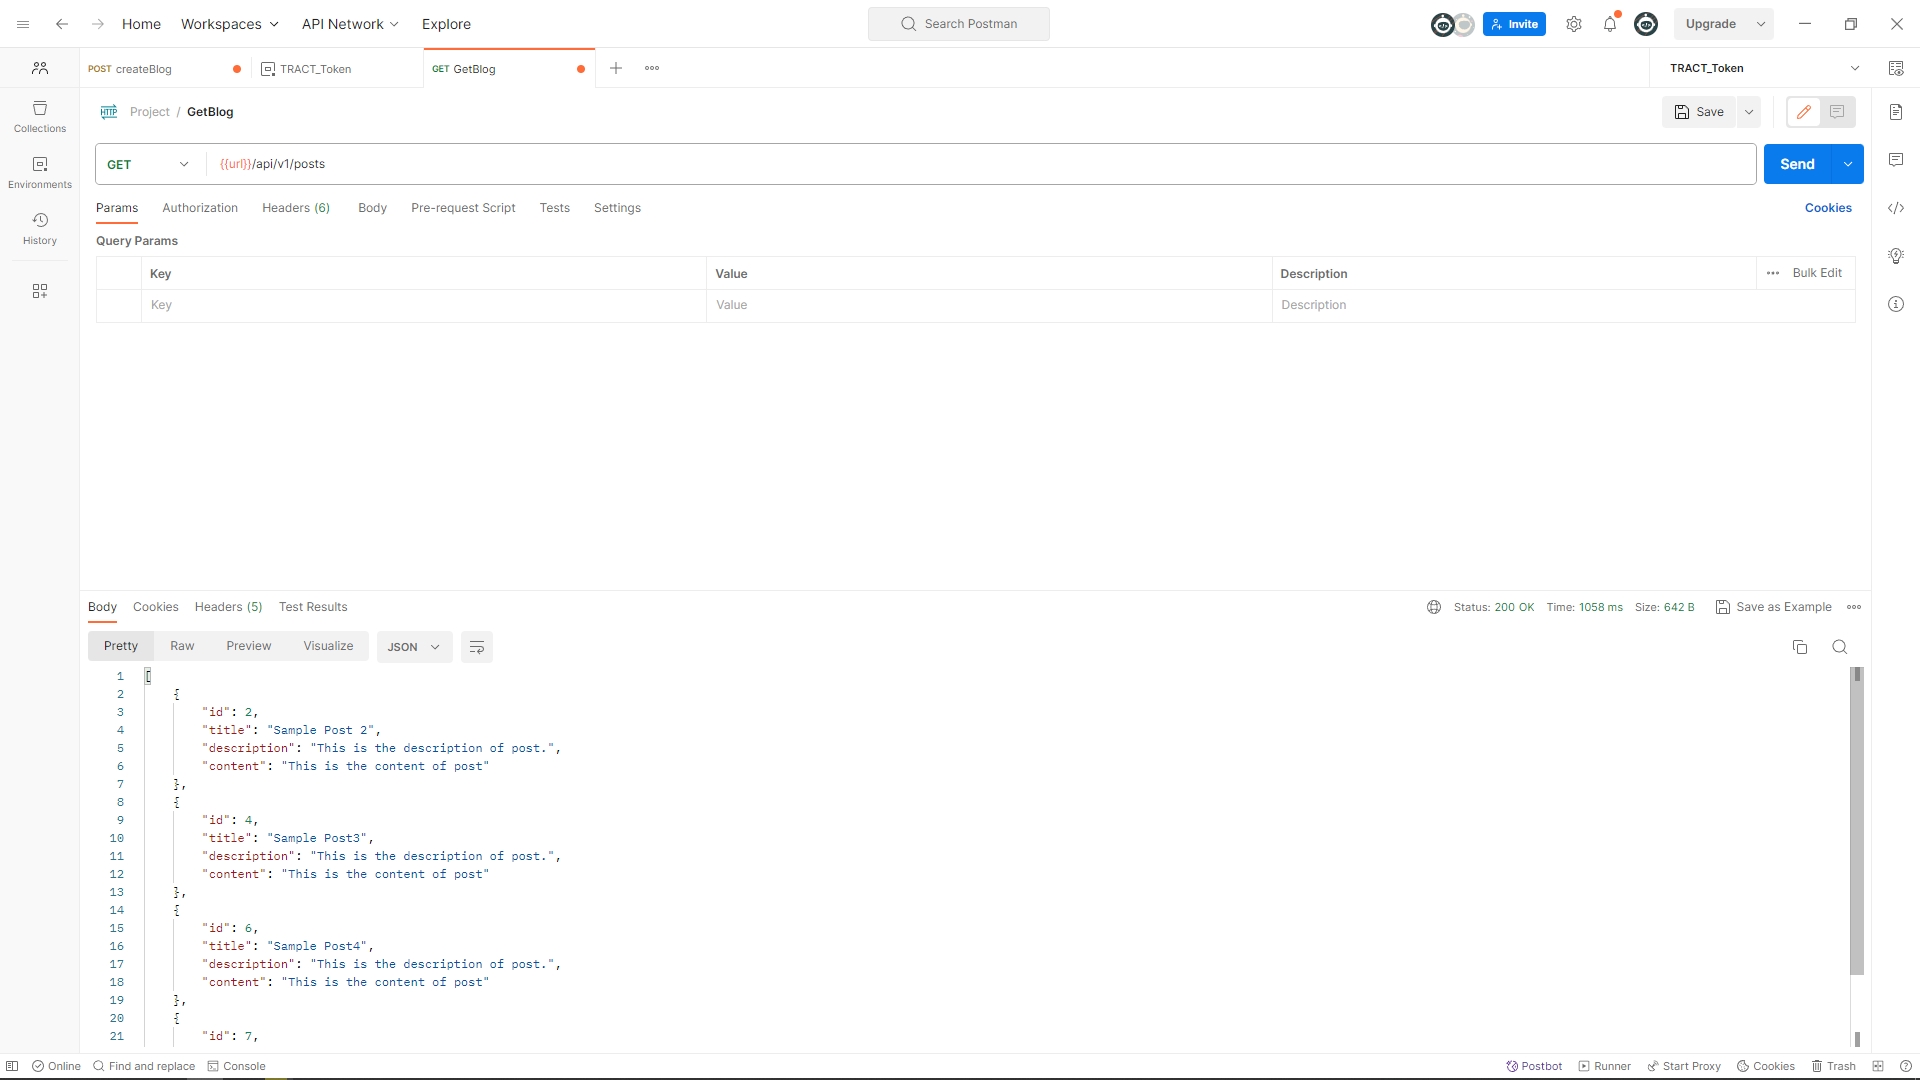 Home Workspaces API Network Explore Search Postman Invite Upgrade
POST createBlog TRACT_Token GET GetBlog TRACT_Token
HTTP Project / GetBlog Save
Collections
GET {{url}}/api/v1/posts Send
Environments
Params Authorization Headers (6) Body Pre-request Script Tests Settings Cookies
History
Query Params
Key Value Description Bulk Edit
Key Value Description
Body Cookies Headers (5) Test Results Status: 200 OK Time: 1058 ms Size: 642 B Save as Example
Pretty Raw Preview Visualize JSON
1 [
2 {
3 "id": 2,
4 "title": "Sample Post 2",
5 "description": "This is the description of post.",
6 "content": "This is the content of post"
7 },
8 {
9 "id": 4,
10 "title": "Sample Post3",
11 "description": "This is the description of post.",
12 "content": "This is the content of post"
13 },
14 {
15 "id": 6,
16 "title": "Sample Post4",
17 "description": "This is the description of post.",
18 "content": "This is the content of post"
19 },
20 {
21 "id": 7,
Online Find and replace Console Postbot Runner Start Proxy Cookies Trash